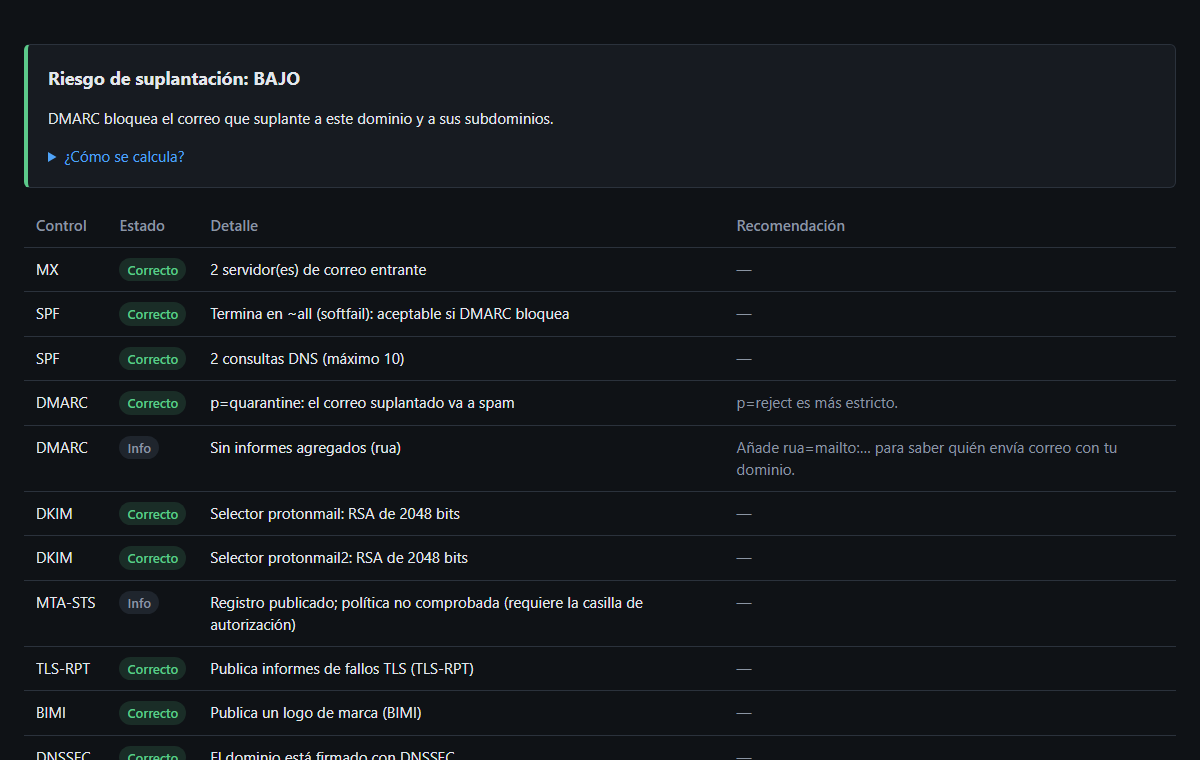 Riesgo de suplantación: BAJO
DMARC bloquea el correo que suplante a este dominio y a sus subdominios.
▶ ¿Cómo se calcula?
Control Estado Detalle Recomendación
MX Correcto 2 servidor(es) de correo entrante —
SPF Correcto Termina en ~all (softfail): aceptable si DMARC bloquea —
SPF Correcto 2 consultas DNS (máximo 10) —
DMARC Correcto p=quarantine: el correo suplantado va a spam p=reject es más estricto.
DMARC Info Sin informes agregados (rua) Añade rua=mailto:... para saber quién envía correo con tu
dominio.
DKIM Correcto Selector protonmail: RSA de 2048 bits —
DKIM Correcto Selector protonmail2: RSA de 2048 bits —
MTA-STS Info Registro publicado; política no comprobada (requiere la casilla de —
autorización)
TLS-RPT Correcto Publica informes de fallos TLS (TLS-RPT) —
BIMI Correcto Publica un logo de marca (BIMI) —
DNSSEC Correcto El dominio está firmado con DNSSEC —